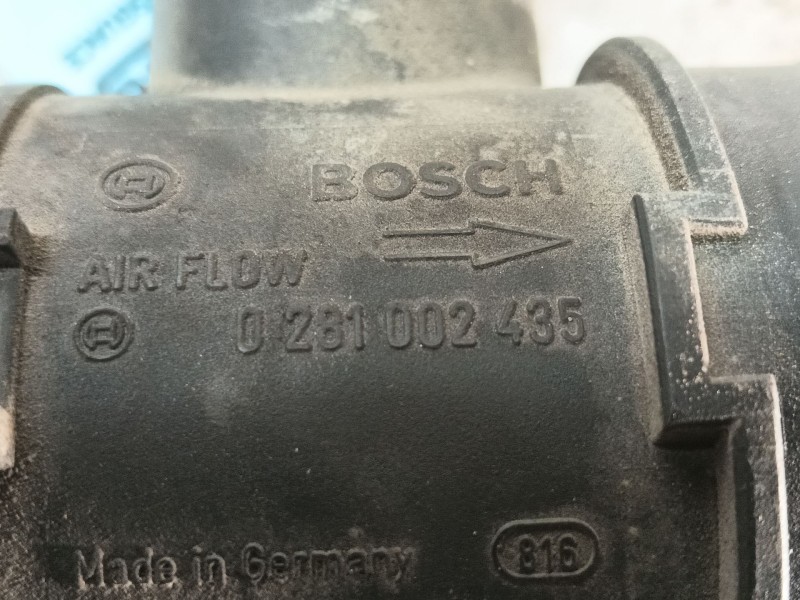 BOSCH
AIR FLOW
0 281 002 435
Made in Germany
816